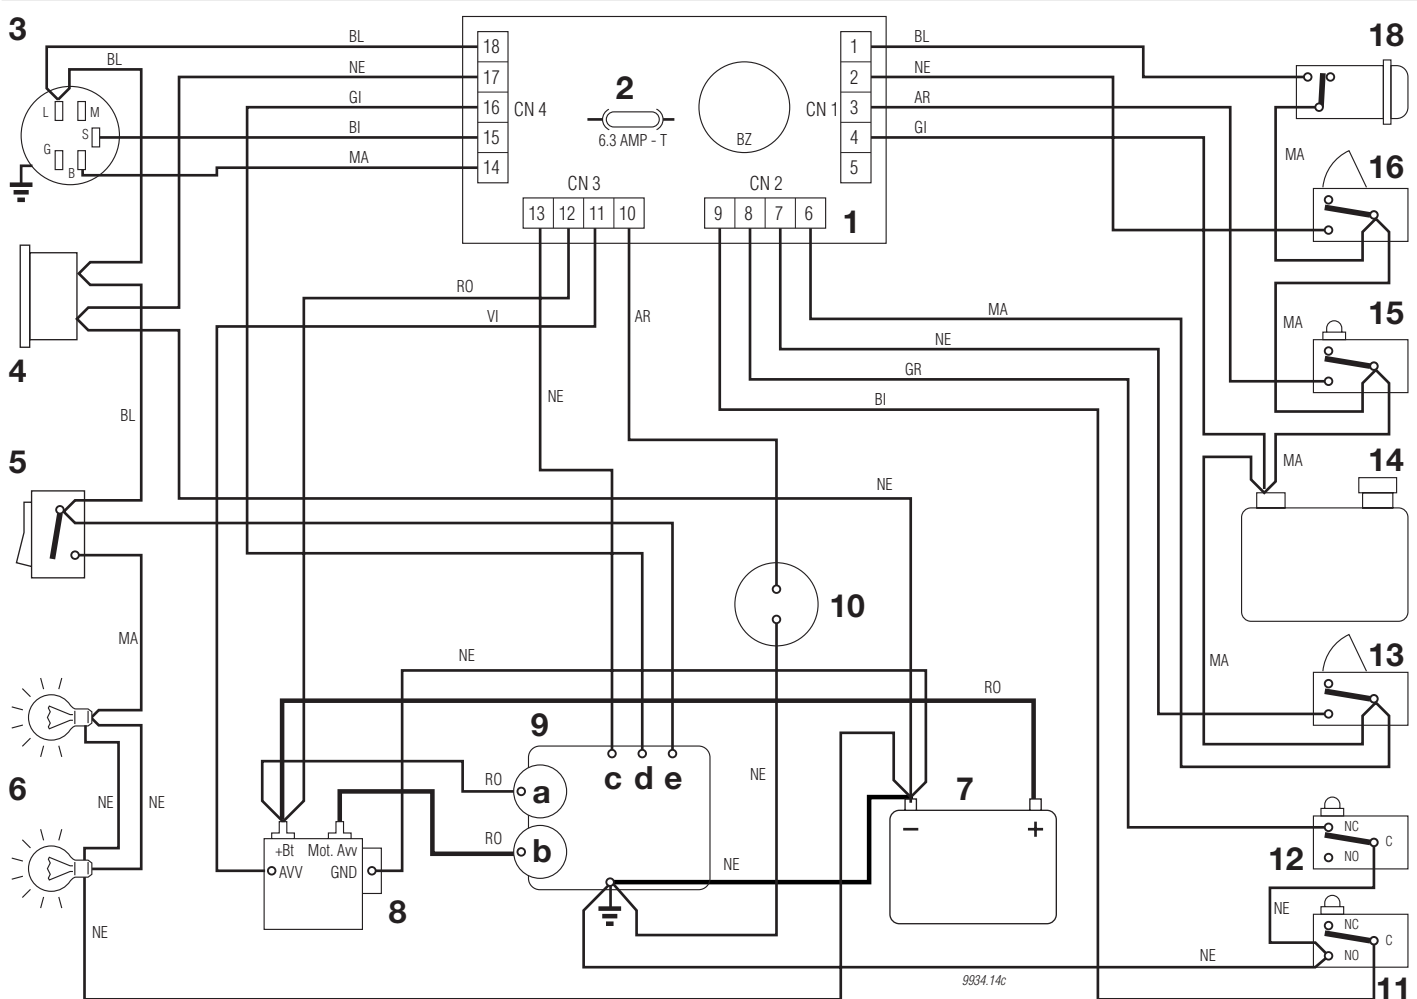 3
BL
18
1
BL
18
BL
NE
17
2
NE
2
GI
16
CN 4
CN 1
3
AR
L
M
S
BI
15
6.3 AMP - T
BZ
4
GI
G
B
MA
14
5
MA
16
CN 3
CN 2
13
12
11
10
9
8
7
6
1
RO
VI
AR
MA
MA
15
NE
4
GR
NE
BI
BL
5
MA
14
NE
10
MA
NE
MA
13
RO
9
c
d
e
6
RO
a
NE
7
NE
NE
RO
b
−
+
NC
C
NO
12
+Bt
Mot. Avv
AVV
GND
NE
8
NE
NE
NC
C
NO
NE
9934.14c
11